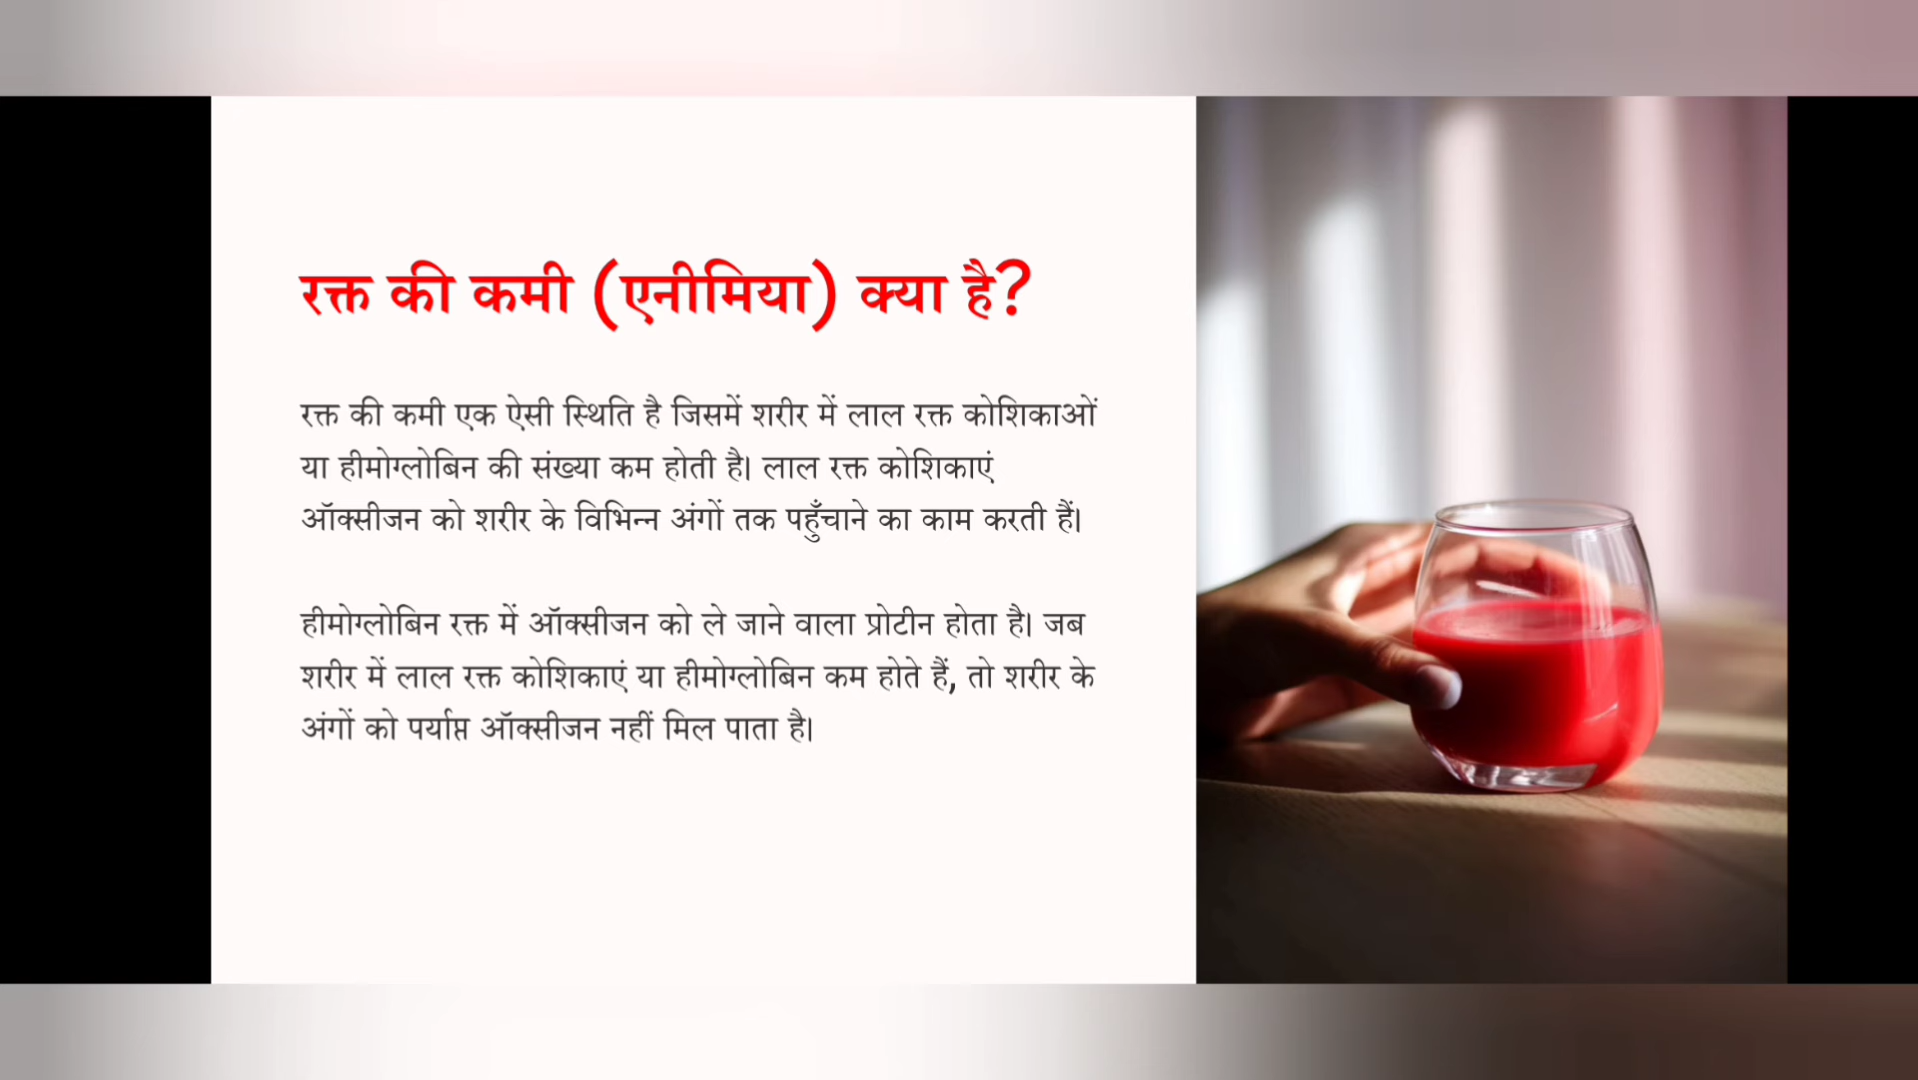 रक्त की कमी (एनीमिया) क्या है?
रक्त की कमी एक ऐसी स्थिति है जिसमें शरीर में लाल रक्त कोशिकाओं
या हीमोग्लोबिन की संख्या कम होती है। लाल रक्त कोशिकाएं
ऑक्सीजन को शरीर के विभिन्न अंगों तक पहुँचाने का काम करती हैं।
हीमोग्लोबिन रक्त में ऑक्सीजन को ले जाने वाला प्रोटीन होता है। जब
शरीर में लाल रक्त कोशिकाएं या हीमोग्लोबिन कम होते हैं, तो शरीर के
अंगों को पर्याप्त ऑक्सीजन नहीं मिल पाता है।